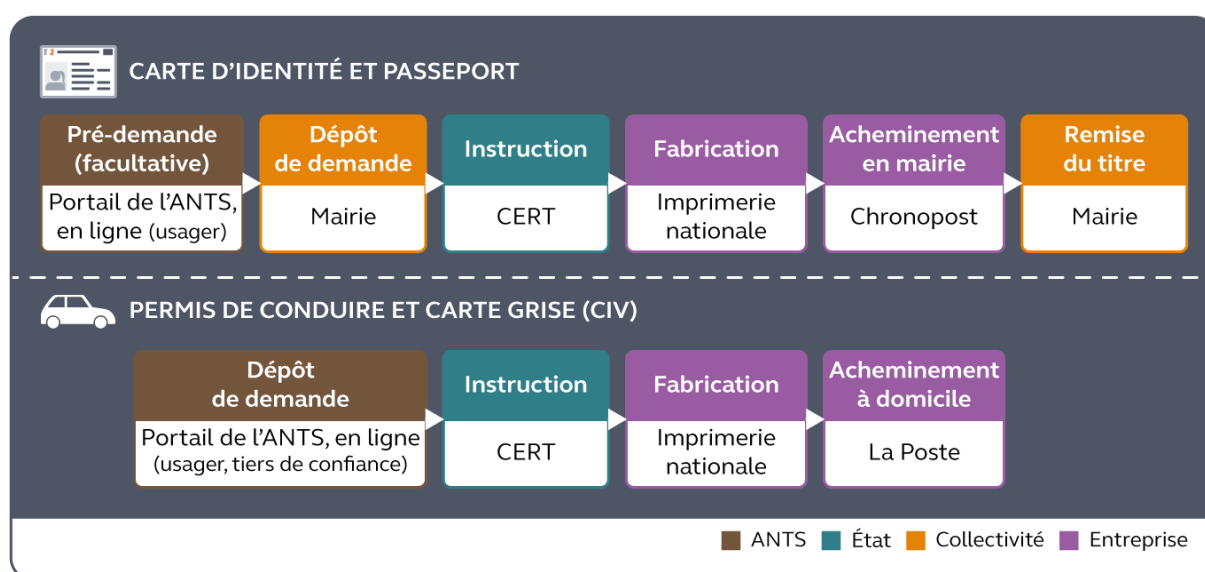 CARTE D'IDENTITÉ ET PASSEPORT
Pré-demande
(facultative)
Portail de l'ANTS,
en ligne (usager)
Dépôt
de demande
Mairie
Instruction
CERT
Fabrication
Imprimerie
nationale
Acheminement
en mairie
Chronopost
Remise
du titre
Mairie
PERMIS DE CONDUIRE ET CARTE GRISE (CIV)
Dépôt
de demande
Portail de l'ANTS, en ligne
(usager, tiers de confiance)
Instruction
CERT
Fabrication
Imprimerie
nationale
Acheminement
à domicile
La Poste
ANTS État Collectivité Entreprise